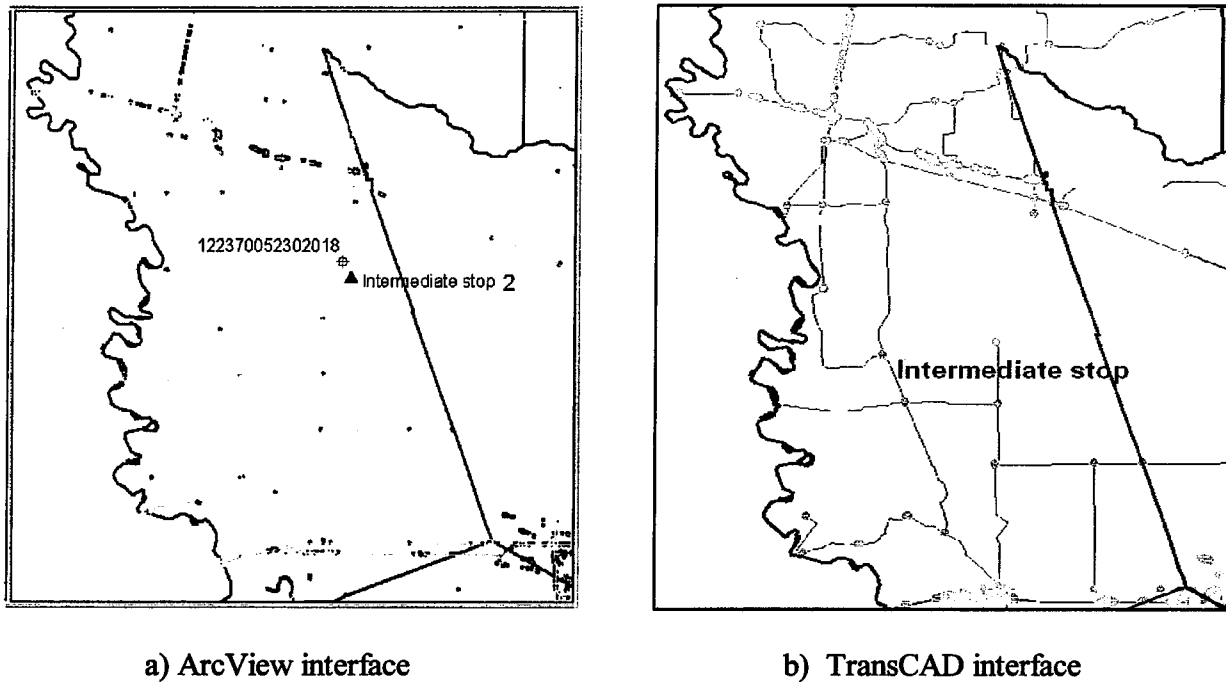 122370052302018
Intermediate stop 2
Intermediate stop
a) ArcView interface
b) TransCAD interface